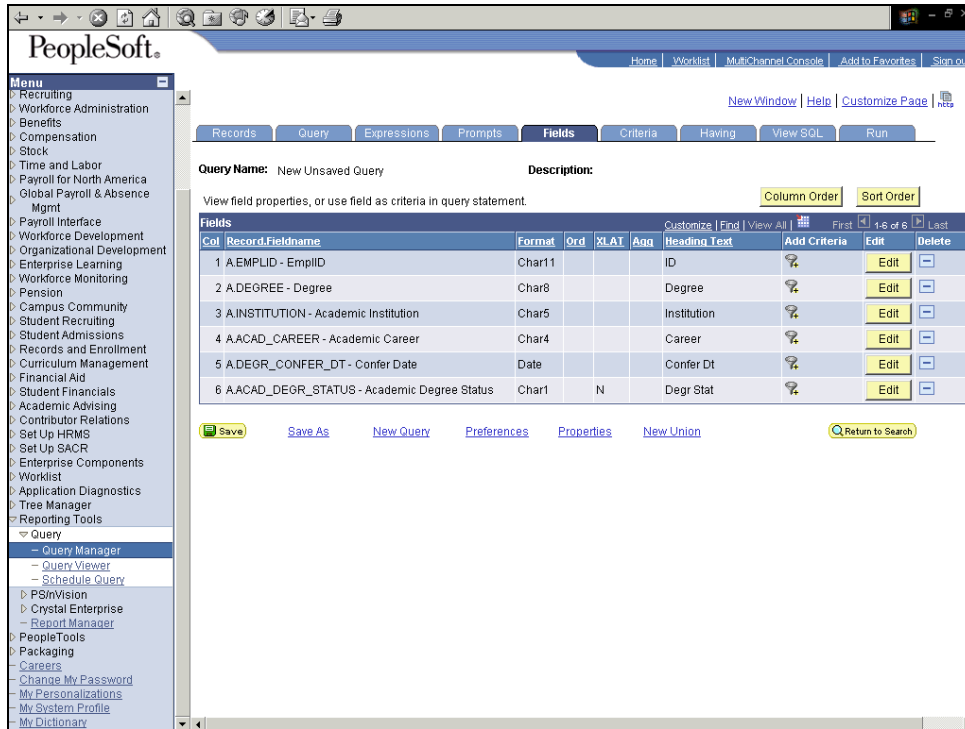 PeopleSoft.
Home | Worklist | MultiChannel Console | Add to Favorites | Sign ou
Menu
Recruiting
Workforce Administration
Benefits
Compensation
Stock
Time and Labor
Payroll for North America
Global Payroll & Absence
Mgmt
Payroll Interface
Workforce Development
Organizational Development
Enterprise Learning
Workforce Monitoring
Pension
Campus Community
Student Recruiting
Student Admissions
Records and Enrollment
Curriculum Management
Financial Aid
Student Financials
Academic Advising
Contributor Relations
Set Up HRMS
Set Up SACR
Enterprise Components
Worklist
Application Diagnostics
Tree Manager
Reporting Tools
Query
Query Manager
Query Viewer
Schedule Query
PS/nVision
Crystal Enterprise
Report Manager
PeopleTools
Packaging
Careers
Change My Password
My Personalizations
My System Profile
My Dictionary
New Window | Help | Customize Page | http
Records Query Expressions Prompts Fields Criteria Having View SQL Run
Query Name: New Unsaved Query Description:
View field properties, or use field as criteria in query statement. Column Order Sort Order
Fields Customize | Find | View All | First 1-6 of 6 Last
Col Record.Fieldname Format Ord XLAT Agg Heading Text Add Criteria Edit Delete
1 A.EMPLID - EmplID Char11 ID Edit
2 A.DEGREE - Degree Char8 Degree Edit
3 A.INSTITUTION - Academic Institution Char5 Institution Edit
4 A.ACAD_CAREER - Academic Career Char4 Career Edit
5 A.DEGR_CONFER_DT - Confer Date Date Confer Dt Edit
6 A.ACAD_DEGR_STATUS - Academic Degree Status Char1 N Degr Stat Edit
Save Save As New Query Preferences Properties New Union Return to Search